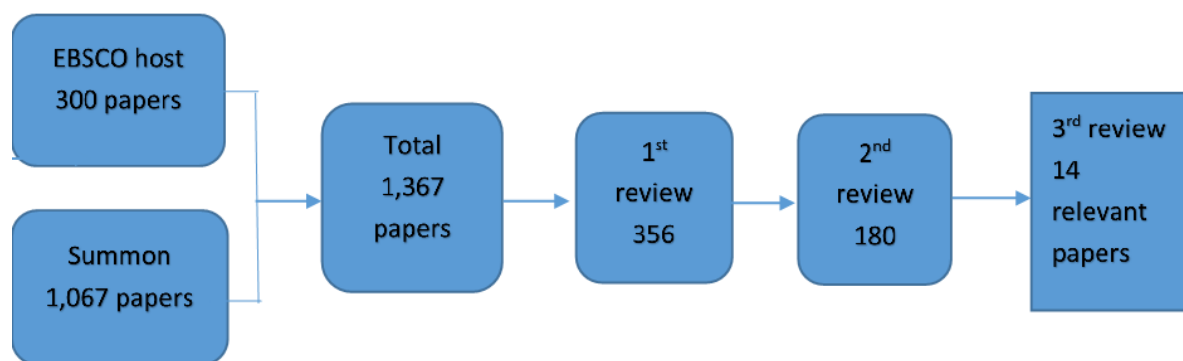 EBSCO host
300 papers
Summon
1,067 papers
Total
1,367
papers
1st
review
356
2nd
review
180
3rd review
14
relevant
papers